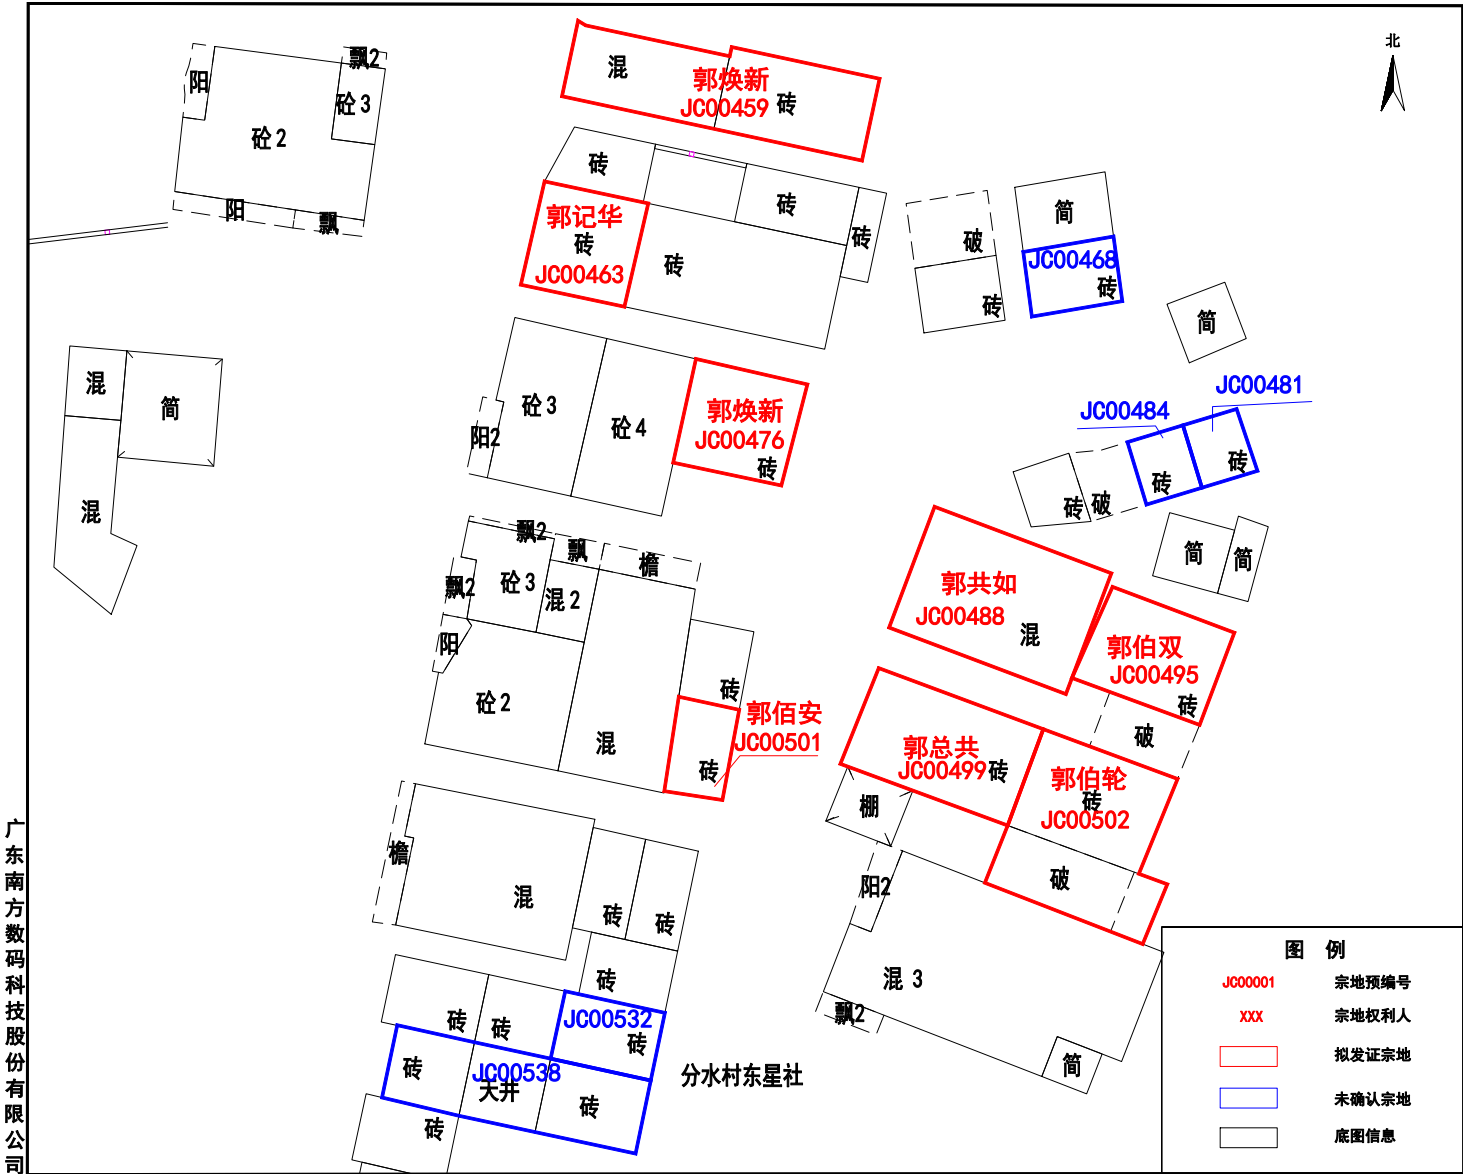 北
飘2
阳
砼3
砼2
阳
飘
混
郭焕新
JC00459
砖
砖
砖
砖
郭记华
砖
JC00463
砖
破
砖
简
JC00468
砖
简
混
简
混
砼3
砼4
阳2
郭焕新
JC00476
砖
JC00481
JC00484
砖
砖
砖
破
简
简
飘2
飘
檐
飘2
砼3
混2
阳
砼2
混
砖
郭佰安
JC00501
砖
郭共如
JC00488
混
郭伯双
JC00495
砖
破
郭总共
JC00499
砖
郭伯轮
砖
JC00502
棚
破
阳2
混3
飘2
简
檐
混
砖
砖
砖
砖
砖
JC00532
砖
砖
JC00538
天井
砖
砖
分水村东星社
广东南方数码科技股份有限公司
图 例
JC00001 宗地预编号
XXX 宗地权利人
拟发证宗地
未确认宗地
底图信息